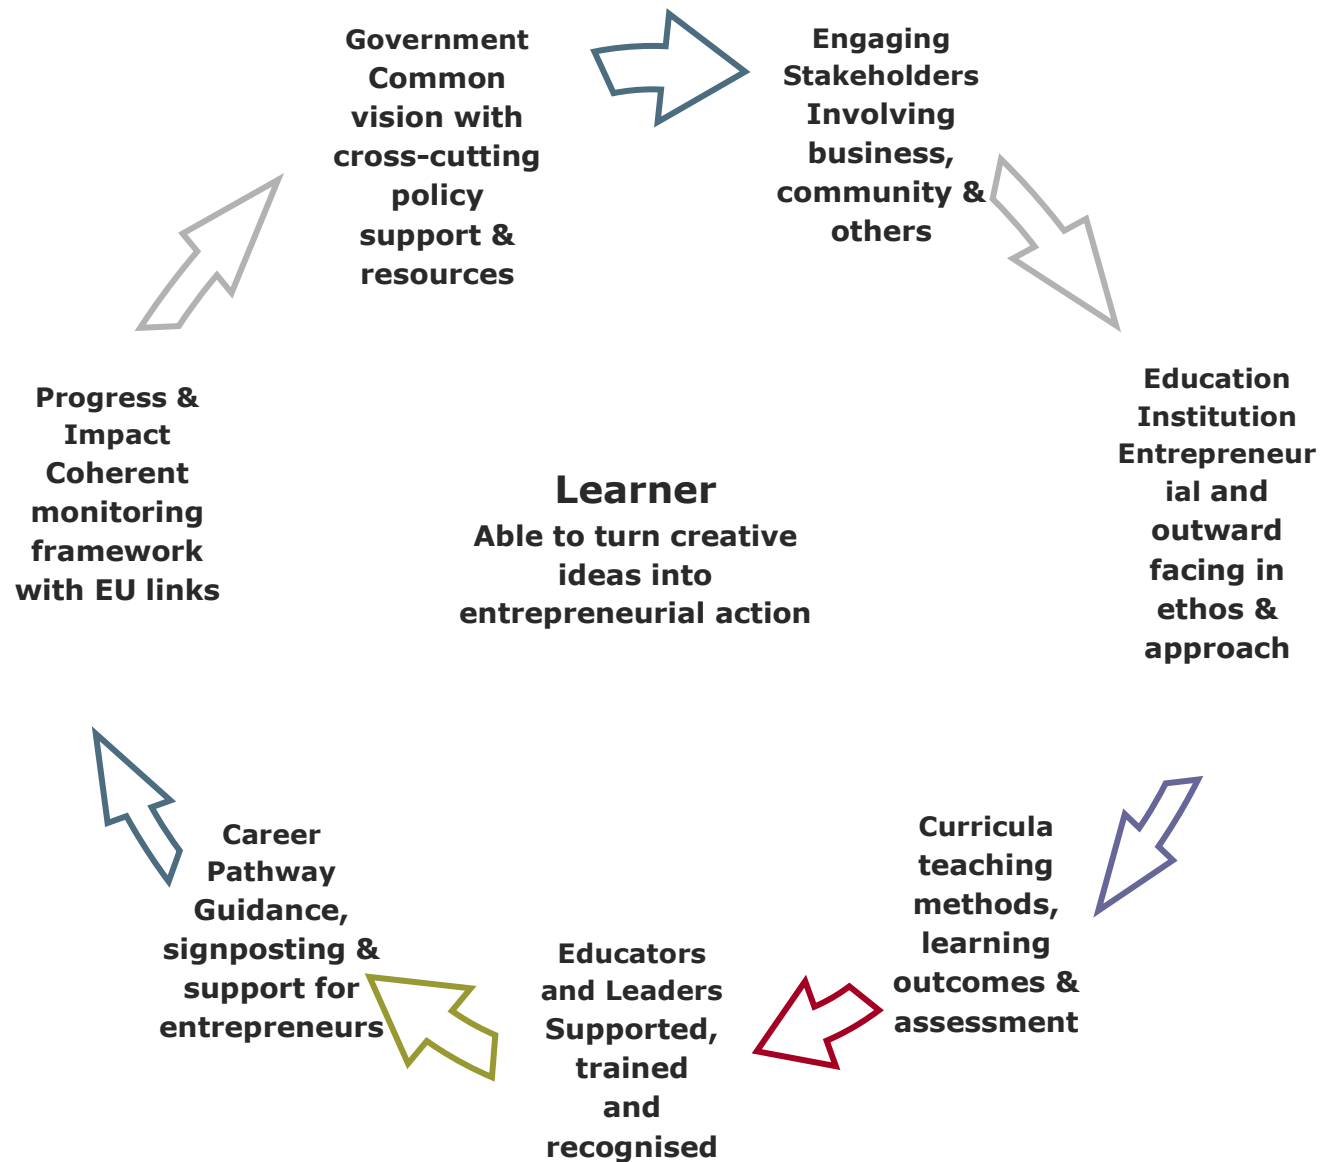 Government
Common
vision with
cross-cutting
policy
support &
resources
Engaging
Stakeholders
Involving
business,
community &
others
Education
Institution
Entrepreneur
ial and
outward
facing in
ethos &
approach
Curricula
teaching
methods,
learning
outcomes &
assessment
Educators
and Leaders
Supported,
trained
and
recognised
Career
Pathway
Guidance,
signposting &
support for
entrepreneurs
Progress &
Impact
Coherent
monitoring
framework
with EU links
Learner
Able to turn creative
ideas into
entrepreneurial action